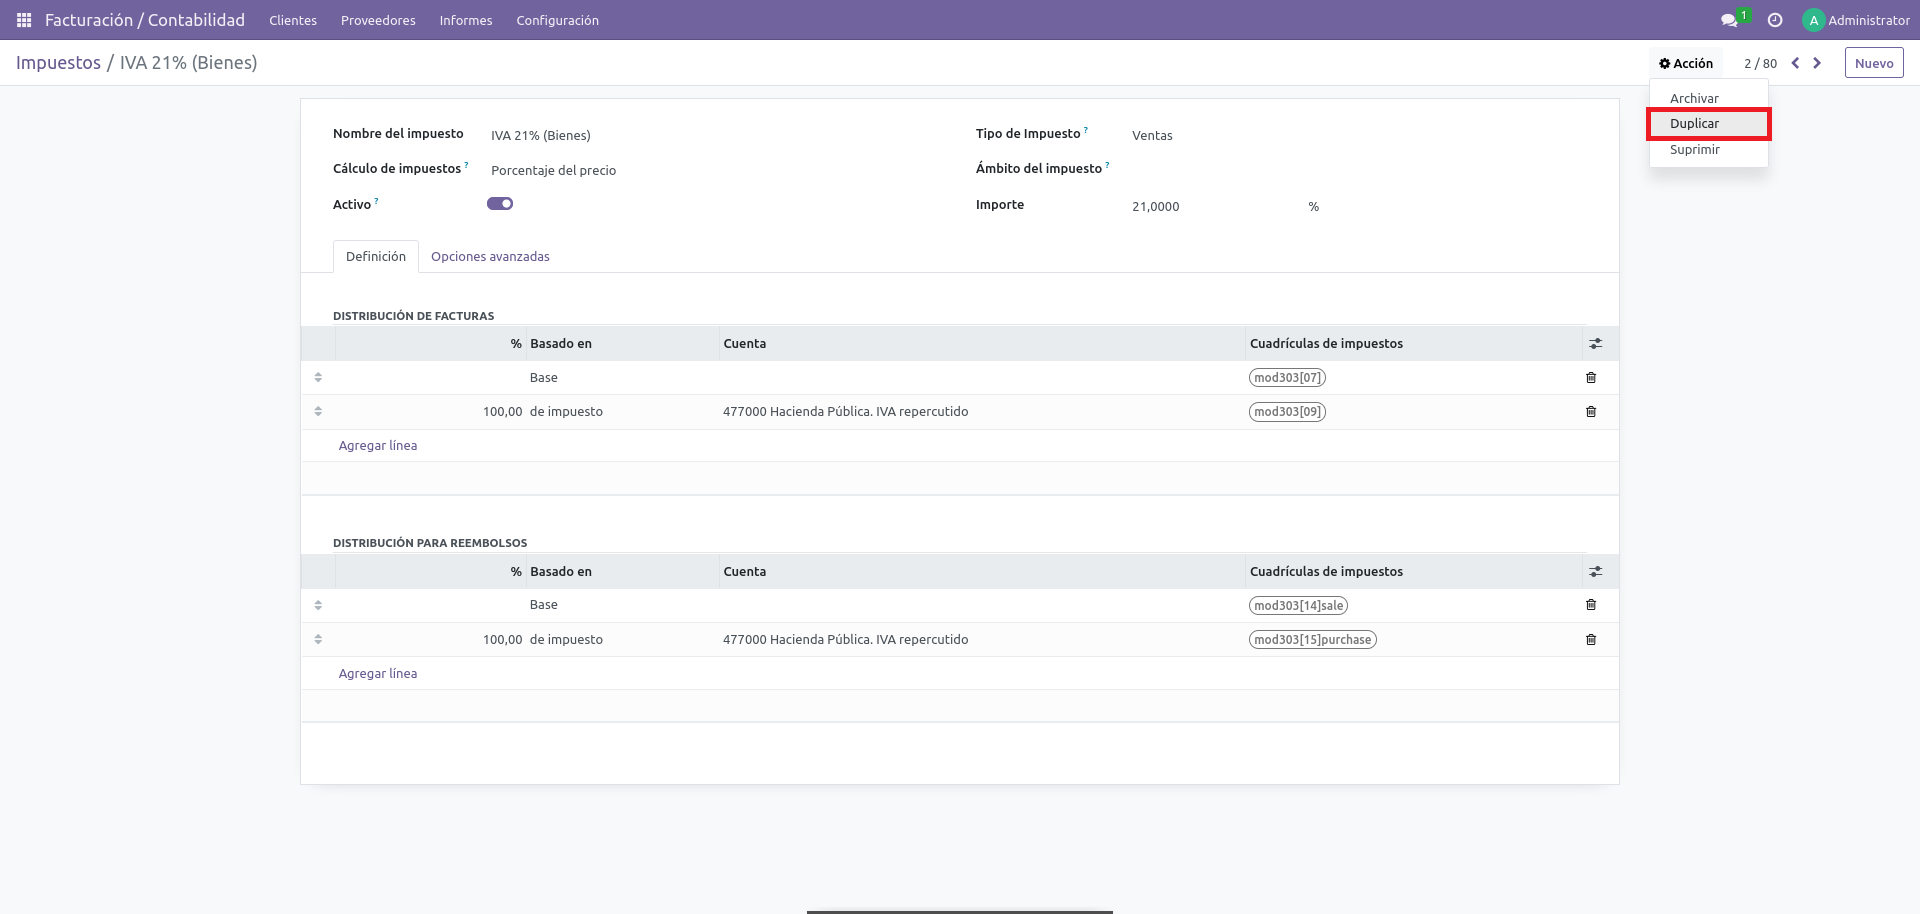 Facturación / Contabilidad Clientes Proveedores Informes Configuración 1 A Administrator
Impuestos / IVA 21% (Bienes) Acción 2 / 80 Nuevo
Archivar
Duplicar
Suprimir
Nombre del impuesto IVA 21% (Bienes) Tipo de Impuesto ? Ventas
Cálculo de impuestos ? Porcentaje del precio Ámbito del impuesto ?
Activo ? Importe 21,0000 %
Definición Opciones avanzadas
DISTRIBUCIÓN DE FACTURAS
% Basado en Cuenta Cuadrículas de impuestos
Base mod303[07]
100,00 de impuesto 477000 Hacienda Pública. IVA repercutido mod303[09]
Agregar línea
DISTRIBUCIÓN PARA REEMBOLSOS
% Basado en Cuenta Cuadrículas de impuestos
Base mod303[14]sale
100,00 de impuesto 477000 Hacienda Pública. IVA repercutido mod303[15]purchase
Agregar línea